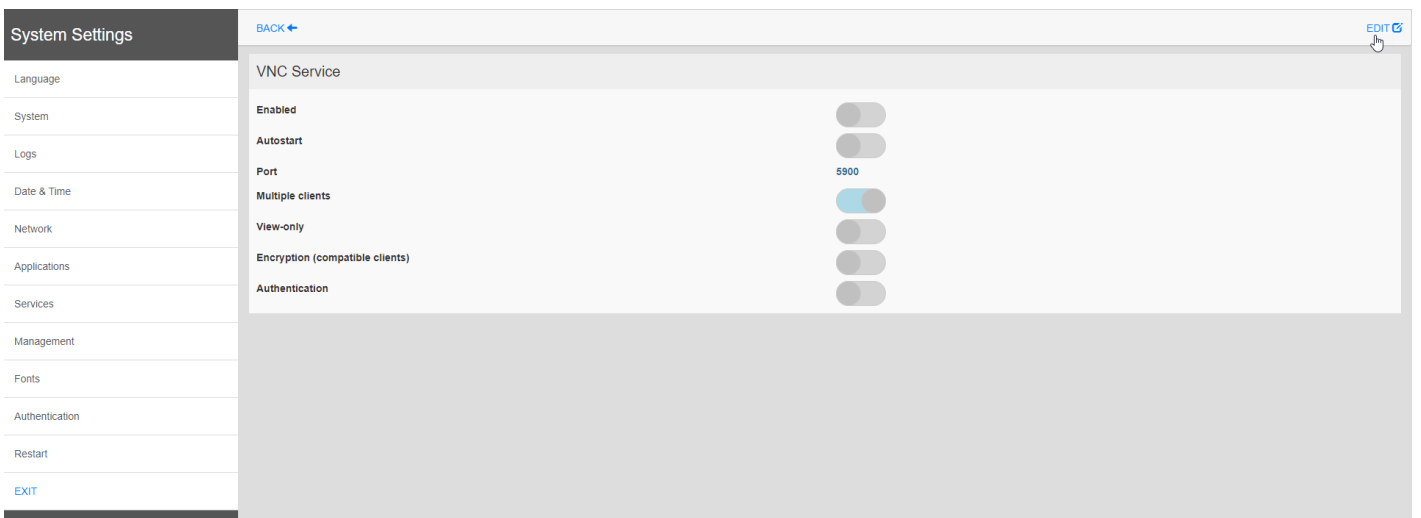 System Settings
Language
System
Logs
Date & Time
Network
Applications
Services
Management
Fonts
Authentication
Restart
EXIT
BACK
EDIT
VNC Service
Enabled
Autostart
Port 5900
Multiple clients
View-only
Encryption (compatible clients)
Authentication